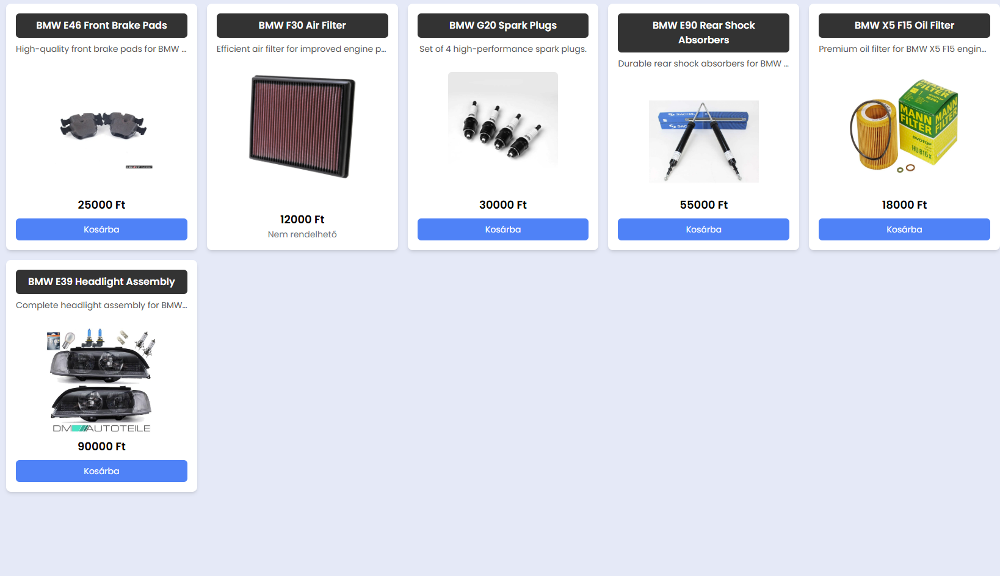 BMW E46 Front Brake Pads
High-quality front brake pads for BMW ...
25000 Ft
Kosárba
BMW F30 Air Filter
Efficient air filter for improved engine p...
12000 Ft
Nem rendelhető
BMW G20 Spark Plugs
Set of 4 high-performance spark plugs.
30000 Ft
Kosárba
BMW E90 Rear Shock
Absorbers
Durable rear shock absorbers for BMW ...
SACHS
55000 Ft
Kosárba
BMW X5 F15 Oil Filter
Premium oil filter for BMW X5 F15 engin...
MANN
FILTER
MANN
FILTER
MANN
FILTER
evotop
HU 816 x
18000 Ft
Kosárba
BMW E39 Headlight Assembly
Complete headlight assembly for BMW...
DM AUTOTEILE
90000 Ft
Kosárba